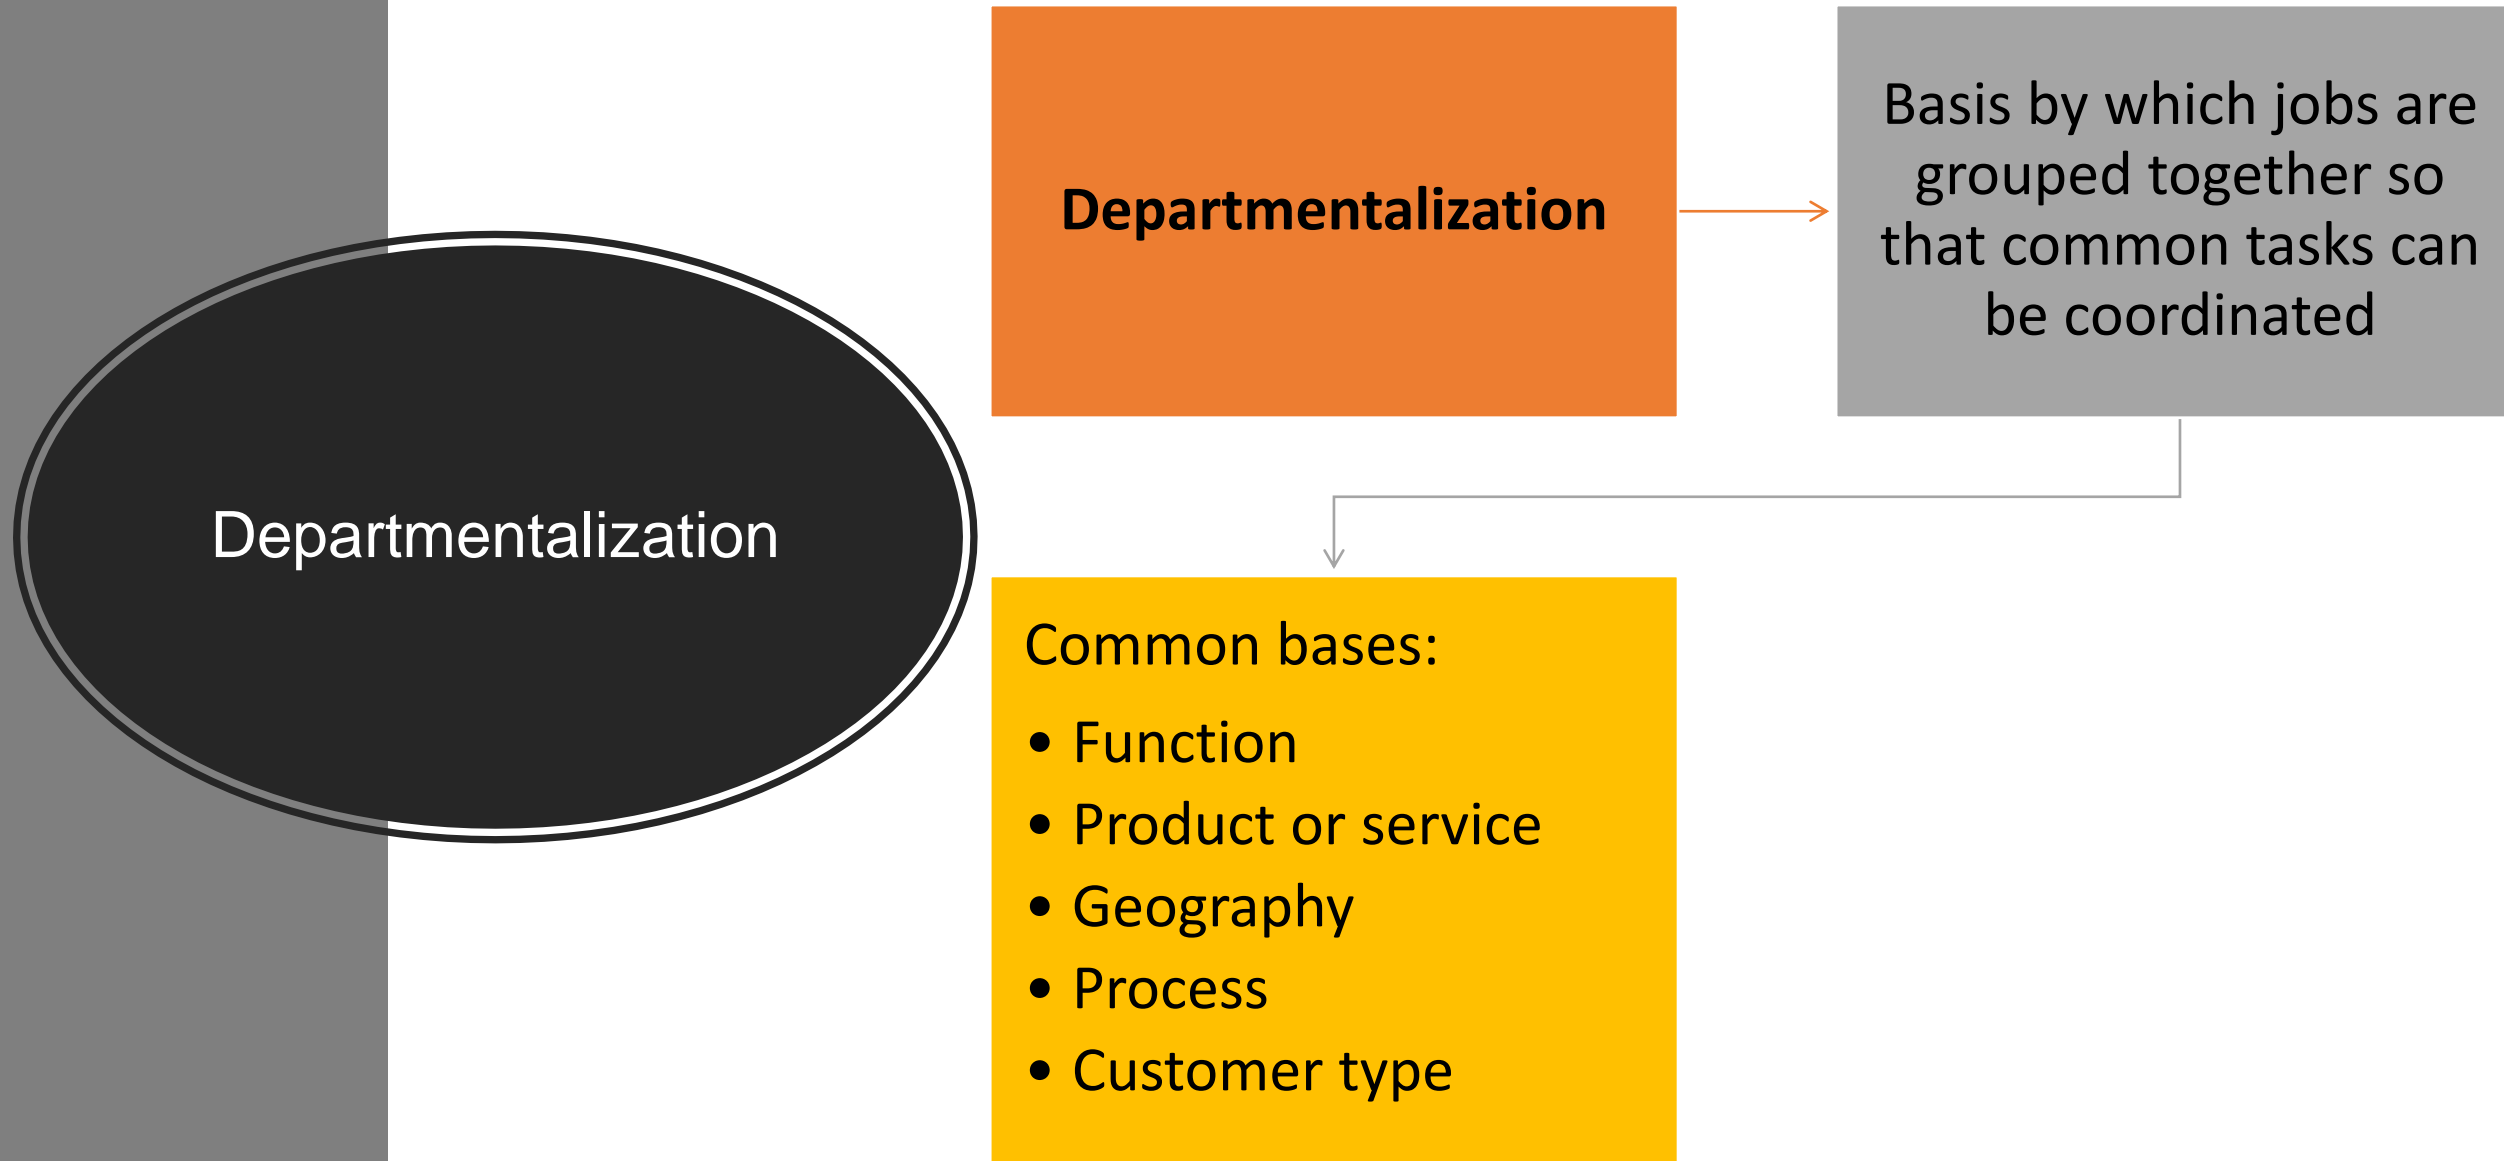 Departmentalization
Departmentalization
Basis by which jobs are
grouped together so
that common tasks can
be coordinated
Common bases:
• Function
• Product or service
• Geography
• Process
• Customer type